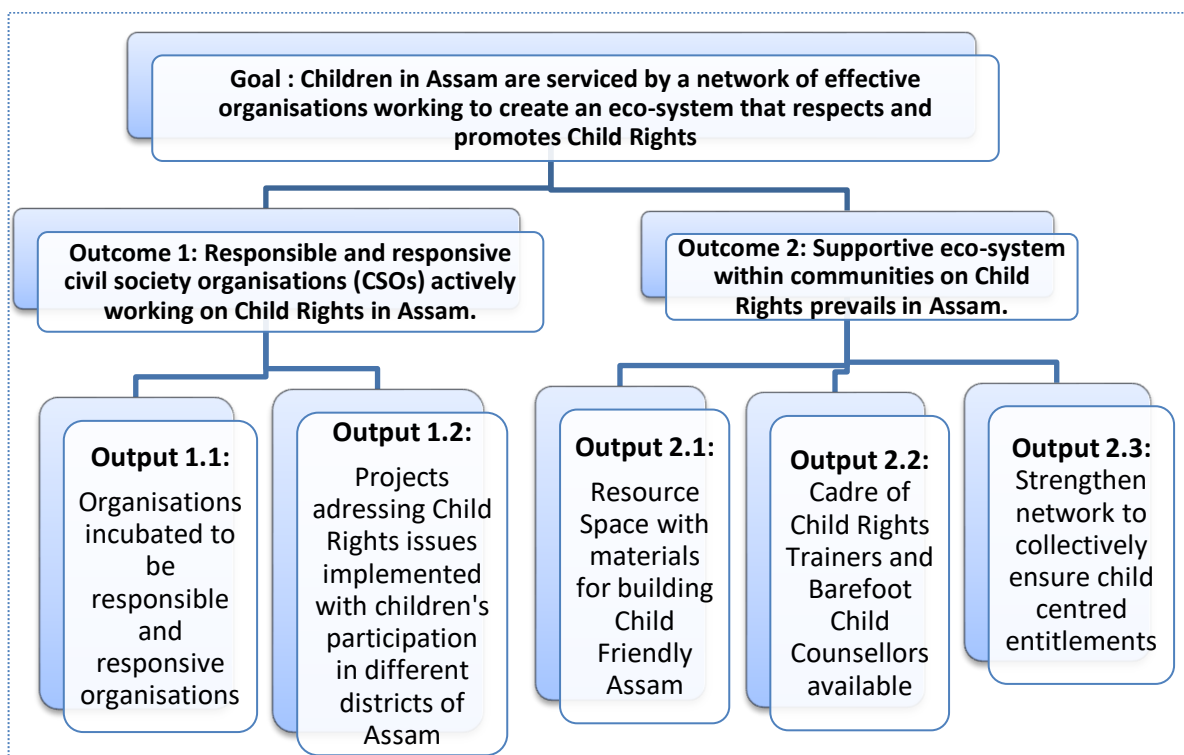 Goal : Children in Assam are serviced by a network of effective
organisations working to create an eco-system that respects and
promotes Child Rights
Outcome 1: Responsible and responsive
civil society organisations (CSOs) actively
working on Child Rights in Assam.
Outcome 2: Supportive eco-system
within communities on Child
Rights prevails in Assam.
Output 1.1:
Organisations
incubated to
be
responsible
and
responsive
organisations
Output 1.2:
Projects
adressing Child
Rights issues
implemented
with children's
participation
in different
districts of
Assam
Output 2.1:
Resource
Space with
materials
for building
Child
Friendly
Assam
Output 2.2:
Cadre of
Child Rights
Trainers and
Barefoot
Child
Counsellors
available
Output 2.3:
Strengthen
network to
collectively
ensure child
centred
entitlements